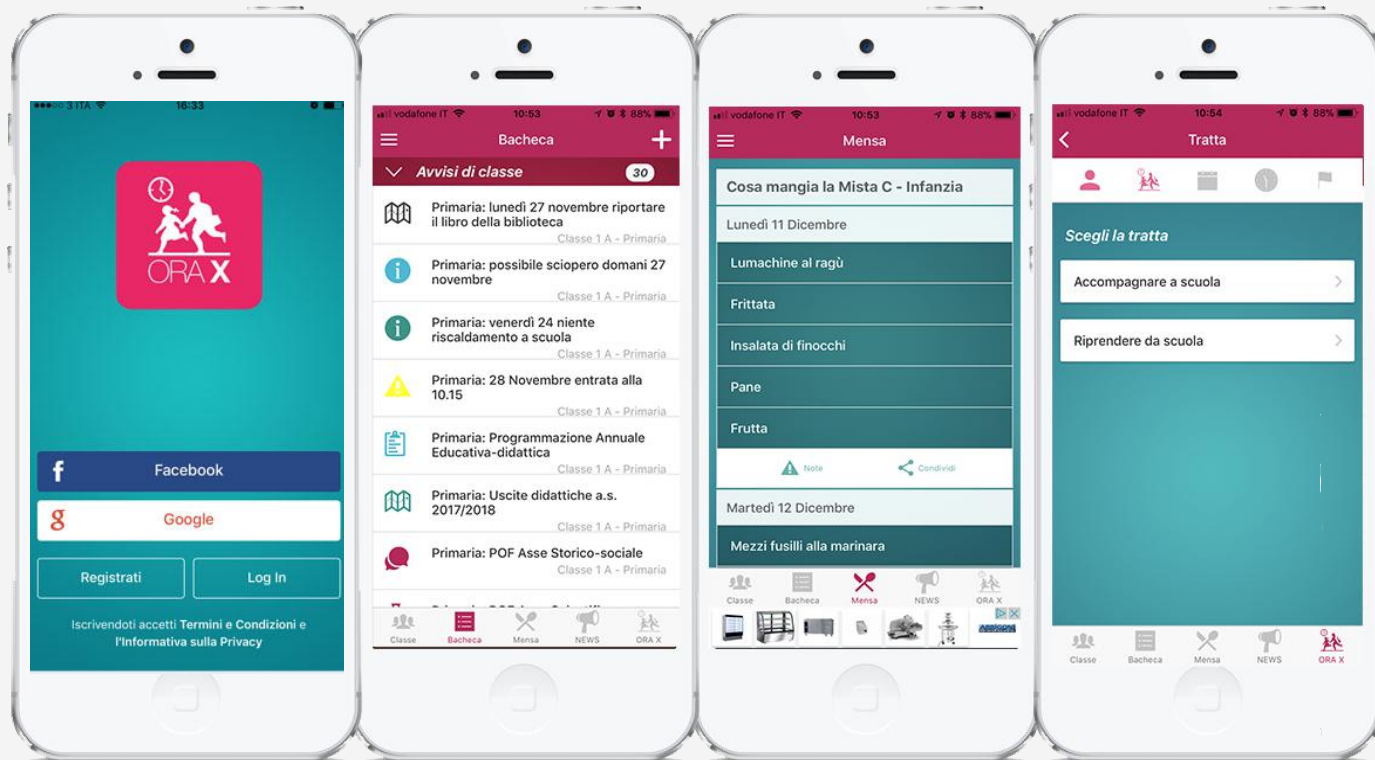 3 ITA 16:33
ORA X
f Facebook
g Google
Registrati Log In
Iscrivendoti accetti Termini e Condizioni e
l'Informativa sulla Privacy
vodafone IT 10:53 88%
Bacheca +
Avvisi di classe 30
Primaria: lunedì 27 novembre riportare
il libro della biblioteca
Classe 1 A - Primaria
Primaria: possibile sciopero domani 27
novembre
Classe 1 A - Primaria
Primaria: venerdì 24 niente
riscaldamento a scuola
Classe 1 A - Primaria
Primaria: 28 Novembre entrata alla
10.15
Classe 1 A - Primaria
Primaria: Programmazione Annuale
Educativa-didattica
Classe 1 A - Primaria
Primaria: Uscite didattiche a.s.
2017/2018
Classe 1 A - Primaria
Primaria: POF Asse Storico-sociale
Classe 1 A - Primaria
Classe Bacheca Mensa NEWS ORA X
vodafone IT 10:53 88%
Mensa
Cosa mangia la Mista C - Infanzia
Lunedì 11 Dicembre
Lumachine al ragù
Frittata
Insalata di finocchi
Pane
Frutta
Note Condividi
Martedì 12 Dicembre
Mezzi fusilli alla marinara
Classe Bacheca Mensa NEWS ORA X
vodafone IT 10:54 88%
Tratta
Scegli la tratta
Accompagnare a scuola
Riprendere da scuola
Classe Bacheca Mensa NEWS ORA X